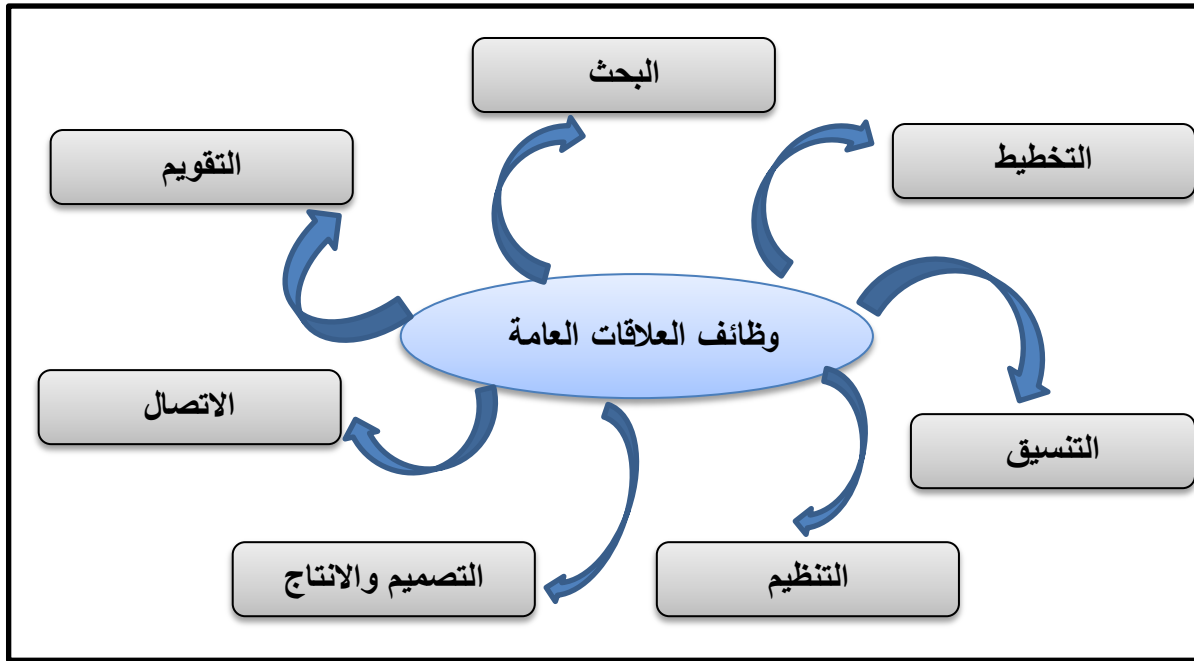 البحث
التخطيط
التقويم
وظائف العلاقات العامة
الاتصال
التنسيق
التنظيم
التصميم والانتاج